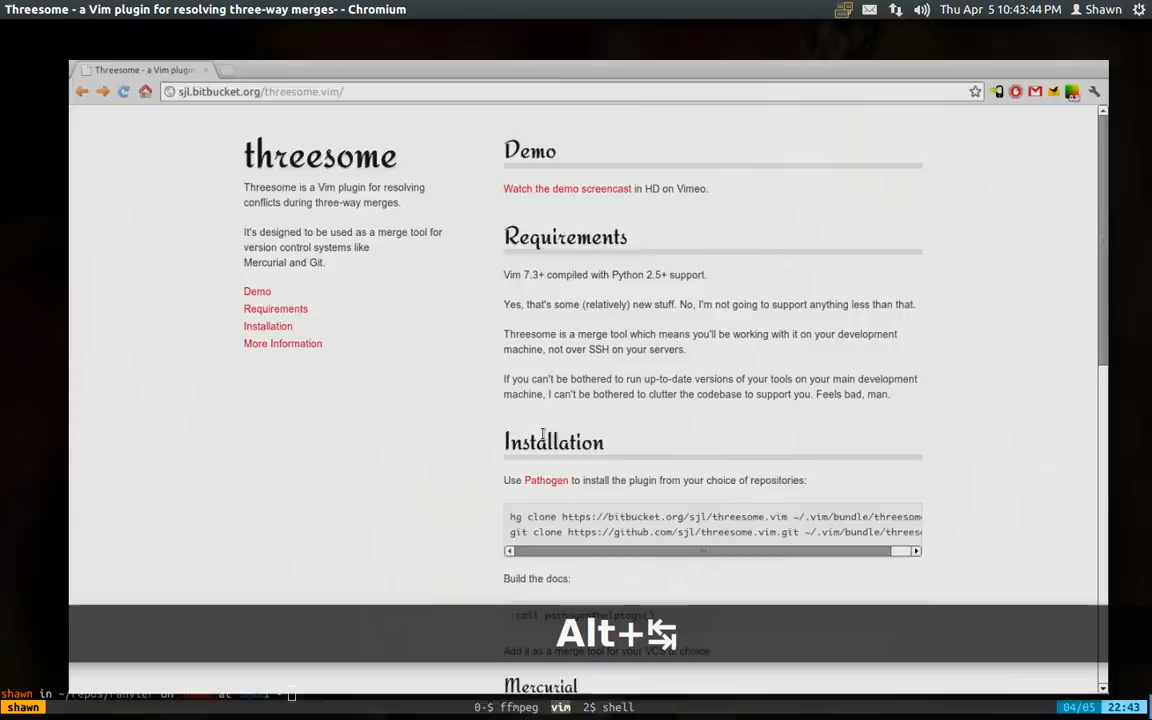 Threesome - a Vim plugin for resolving three-way merges- - Chromium
Thu Apr 5 10:43:44 PM
Shawn
Threesome - a Vim plugin
sjl.bitbucket.org/threesome.vim/
threesome
Threesome is a Vim plugin for resolving
conflicts during three-way merges.
It's designed to be used as a merge tool for
version control systems like
Mercurial and Git.
Demo
Requirements
Installation
More Information
Demo
Watch the demo screencast in HD on Vimeo.
Requirements
Vim 7.3+ compiled with Python 2.5+ support.
Yes, that's some (relatively) new stuff. No, I'm not going to support anything less than that.
Threesome is a merge tool which means you'll be working with it on your development
machine, not over SSH on your servers.
If you can't be bothered to run up-to-date versions of your tools on your main development
machine, I can't be bothered to clutter the codebase to support you. Feels bad, man.
Installation
Use Pathogen to install the plugin from your choice of repositories:
hg clone https://bitbucket.org/sjl/threesome.vim ~/.vim/bundle/threesome
git clone https://github.com/sjl/threesome.vim.git ~/.vim/bundle/threes
Build the docs:
call pathogen#helptags()
Alt+↹
Add it as a merge tool for your VCS of choice
Mercurial
shawn in ~/repos/ranvier on at
shawn
0-$ ffmpeg vim 2$ shell
04/05 22:43